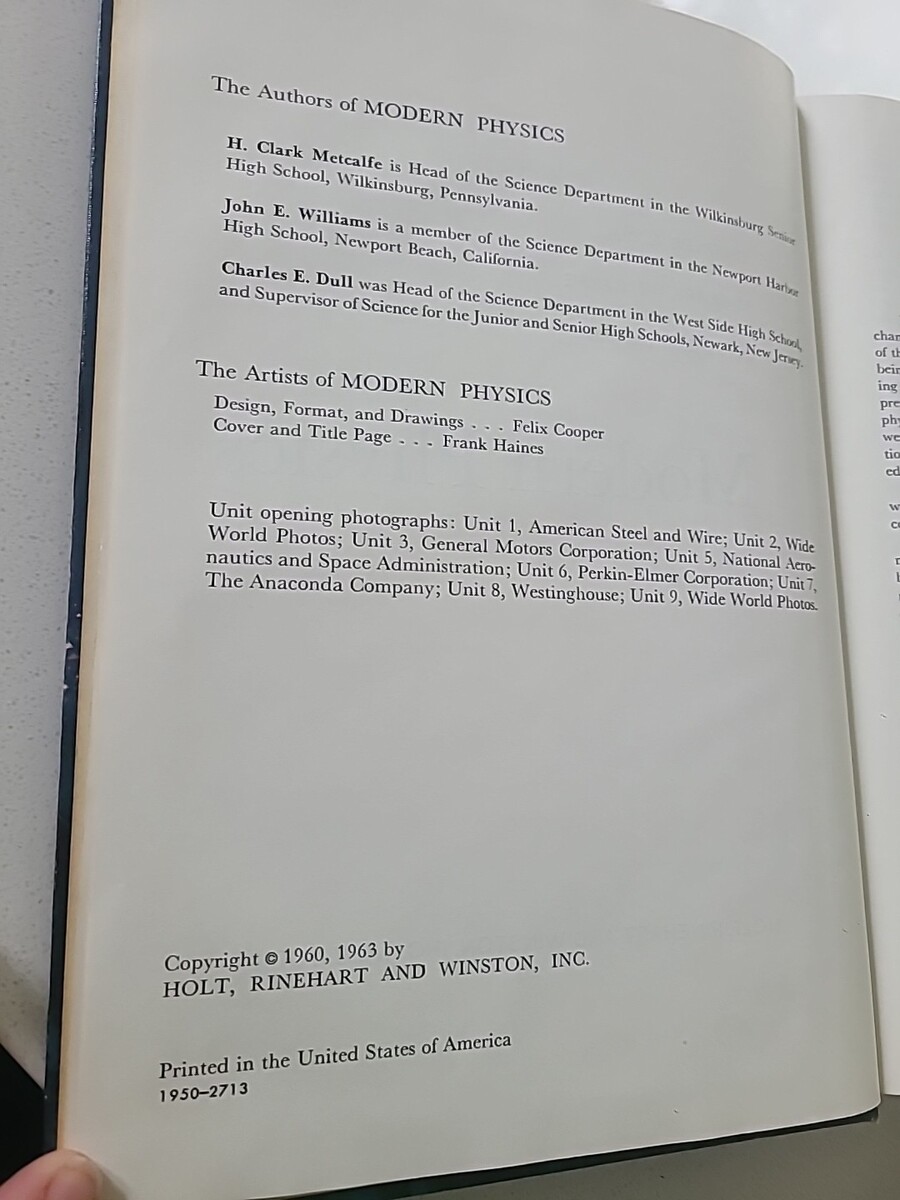 The Authors of MODERN PHYSICS
H. Clark Metcalfe is Head of the Science Department in the Wilkinsburg Senior
High School, Wilkinsburg, Pennsylvania.
John E. Williams is a member of the Science Department in the Newport Harbor
High School, Newport Beach, California.
Charles E. Dull was Head of the Science Department in the West Side High School,
and Supervisor of Science for the Junior and Senior High Schools, Newark, New Jersey.
The Artists of MODERN PHYSICS
Design, Format, and Drawings . . . Felix Cooper
Cover and Title Page . . . Frank Haines
Unit opening photographs: Unit 1, American Steel and Wire; Unit 2, Wide
World Photos; Unit 3, General Motors Corporation; Unit 5, National Aero-
nautics and Space Administration; Unit 6, Perkin-Elmer Corporation; Unit 7,
The Anaconda Company; Unit 8, Westinghouse; Unit 9, Wide World Photos.
Copyright © 1960, 1963 by
HOLT, RINEHART AND WINSTON, INC.
Printed in the United States of America
1950–2713